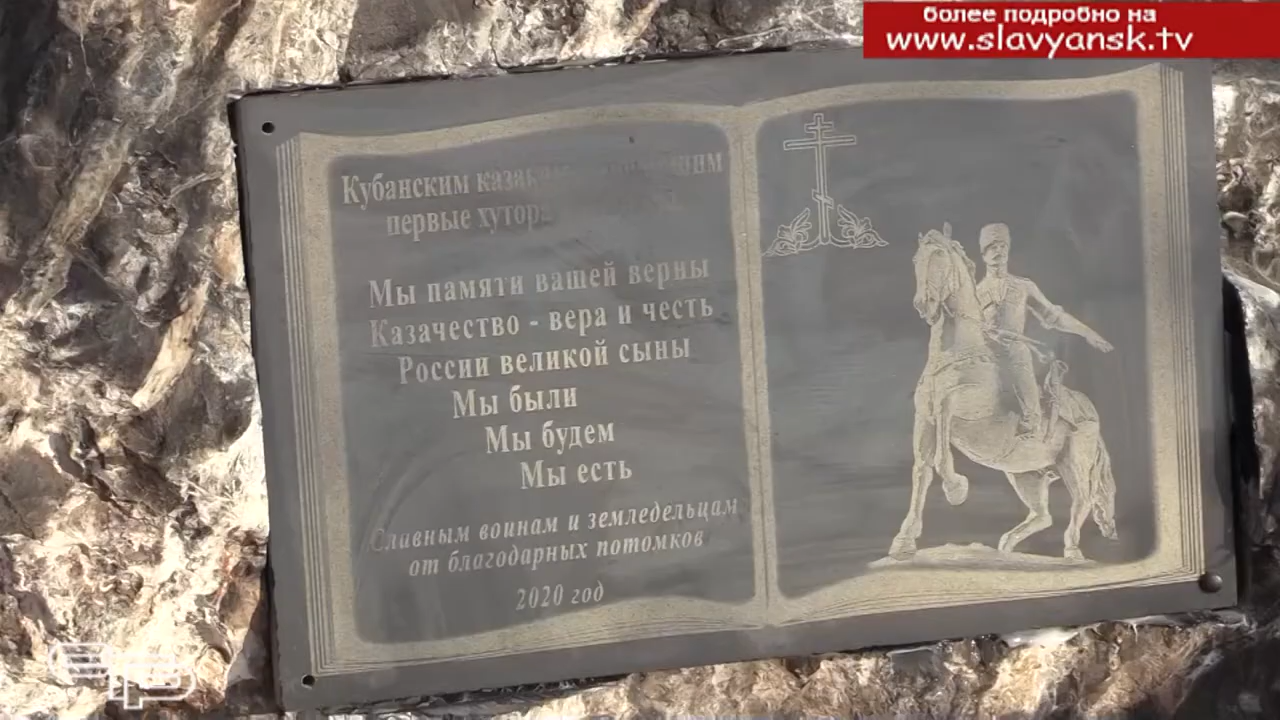 более подробно на
www.slavyansk.tv
Кубанским казакам
первые хутора
Мы памяти вашей верны
Казачество - вера и честь
России великой сыны
Мы были
Мы будем
Мы есть
Славным воинам и земледельцам
от благодарных потомков
2020 год